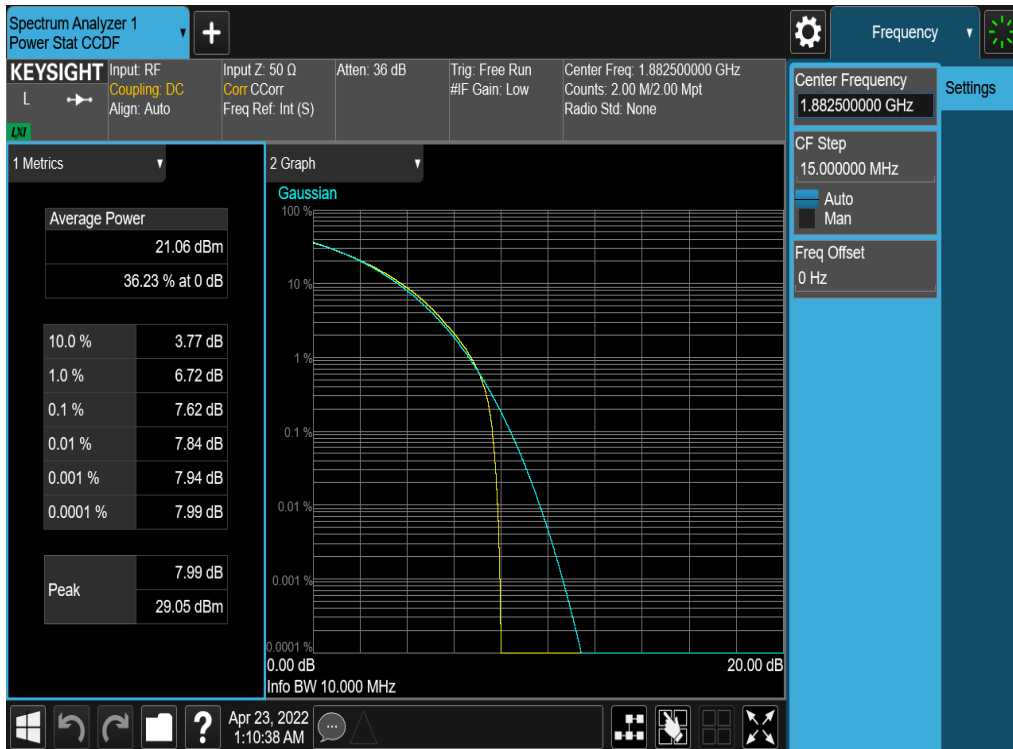 Spectrum Analyzer 1
Power Stat CCDF
+
Frequency
KEYSIGHT
L
LXI
Input: RF
Coupling: DC
Align: Auto
Input Z: 50 Ω
Corr CCorr
Freq Ref: Int (S)
Atten: 36 dB
Trig: Free Run
#IF Gain: Low
Center Freq: 1.882500000 GHz
Counts: 2.00 M/2.00 Mpt
Radio Std: None
Center Frequency
1.882500000 GHz
Settings
CF Step
15.000000 MHz
Auto
Man
Freq Offset
0 Hz
1 Metrics
Average Power
21.06 dBm
36.23 % at 0 dB
10.0 % 3.77 dB
1.0 % 6.72 dB
0.1 % 7.62 dB
0.01 % 7.84 dB
0.001 % 7.94 dB
0.0001 % 7.99 dB
Peak
7.99 dB
29.05 dBm
2 Graph
Gaussian
100 %
10 %
1 %
0.1 %
0.01 %
0.001 %
0.0001 %
0.00 dB 20.00 dB
Info BW 10.000 MHz
?
Apr 23, 2022
1:10:38 AM